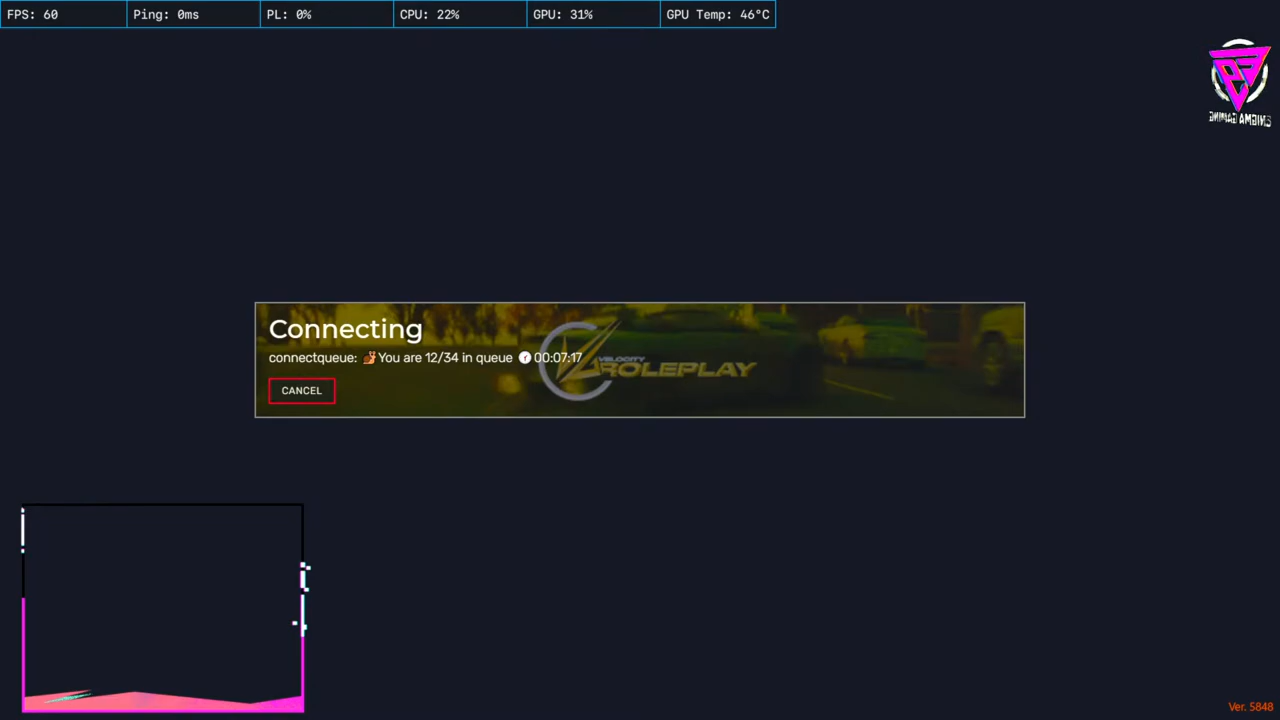 FPS: 60 Ping: 0ms PL: 0% CPU: 22% GPU: 31% GPU Temp: 46°C
Connecting
connectqueue: 🐌You are 12/34 in queue 🕜00:07:17
VELOCITY
ROLEPLAY
CANCEL
Ver. 5848